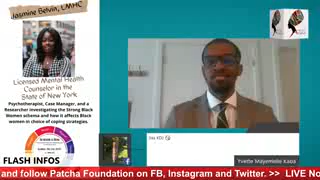 Jasmine Belvin, LMHC
Licensed Mental Health
Counselor in the
State of New York
Psychotherapist, Case Manager, and a
Researcher investigating the Strong Black
Women schema and how it affects Black
women in choice of coping strategies.
FLASH INFOS
Yvette Mayemiebe Kaba
and follow Patcha Foundation on FB, Instagram and Twitter. >> LIVE No